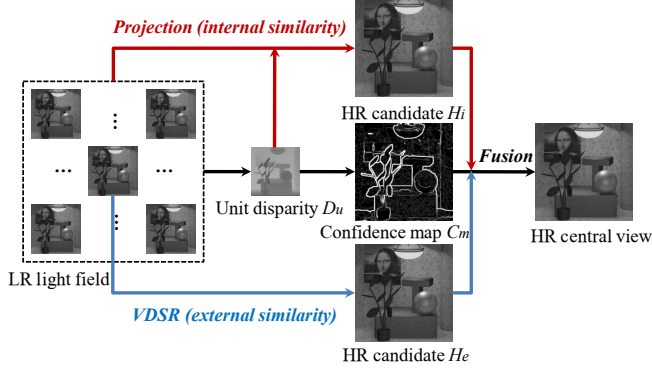 Projection (internal similarity)
HR candidate Hi
Fusion
Unit disparity Du
Confidence map Cm
HR central view
LR light field
VDSR (external similarity)
HR candidate He